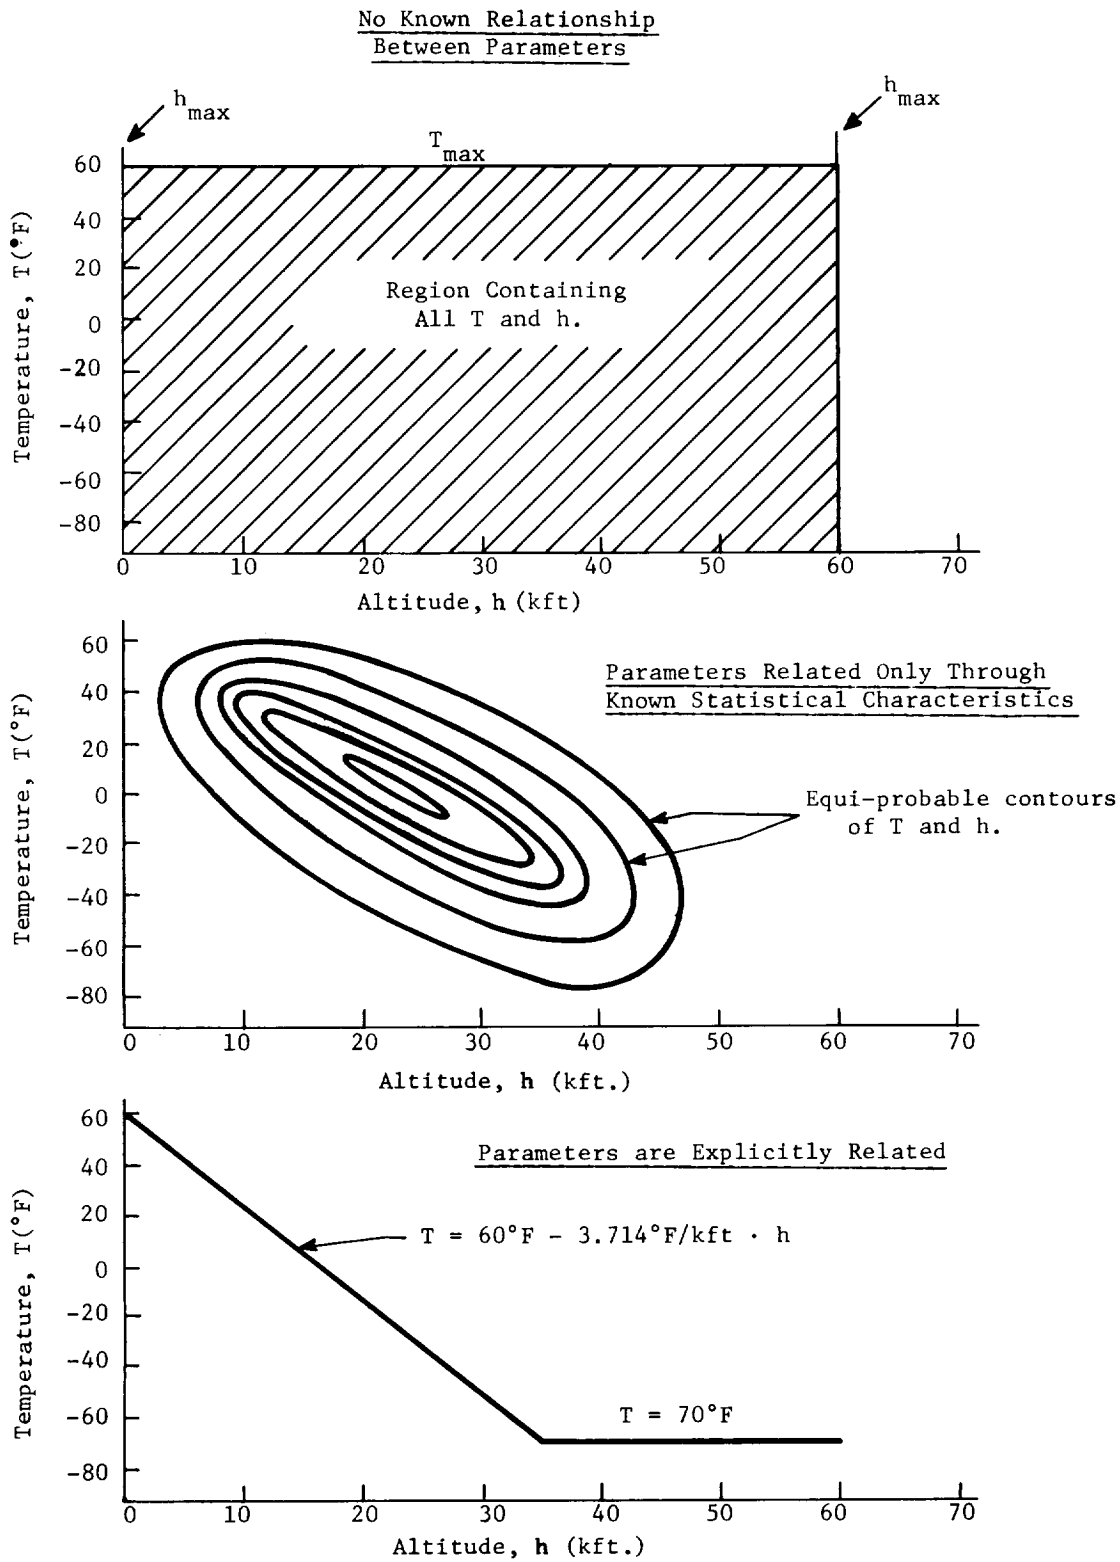 No Known Relationship
Between Parameters
h max
h max
T max
60
40
20
0
-20
-40
-60
-80
Temperature, T(°F)
Region Containing
All T and h.
0 10 20 30 40 50 60 70
Altitude, h (kft)
60
40
20
0
-20
-40
-60
-80
Temperature, T(°F)
Parameters Related Only Through
Known Statistical Characteristics
Equi-probable contours
of T and h.
0 10 20 30 40 50 60 70
Altitude, h (kft.)
60
40
20
0
-20
-40
-60
-80
Temperature, T(°F)
Parameters are Explicitly Related
T = 60°F - 3.714°F/kft · h
T = 70°F
0 10 20 30 40 50 60 70
Altitude, h (kft.)